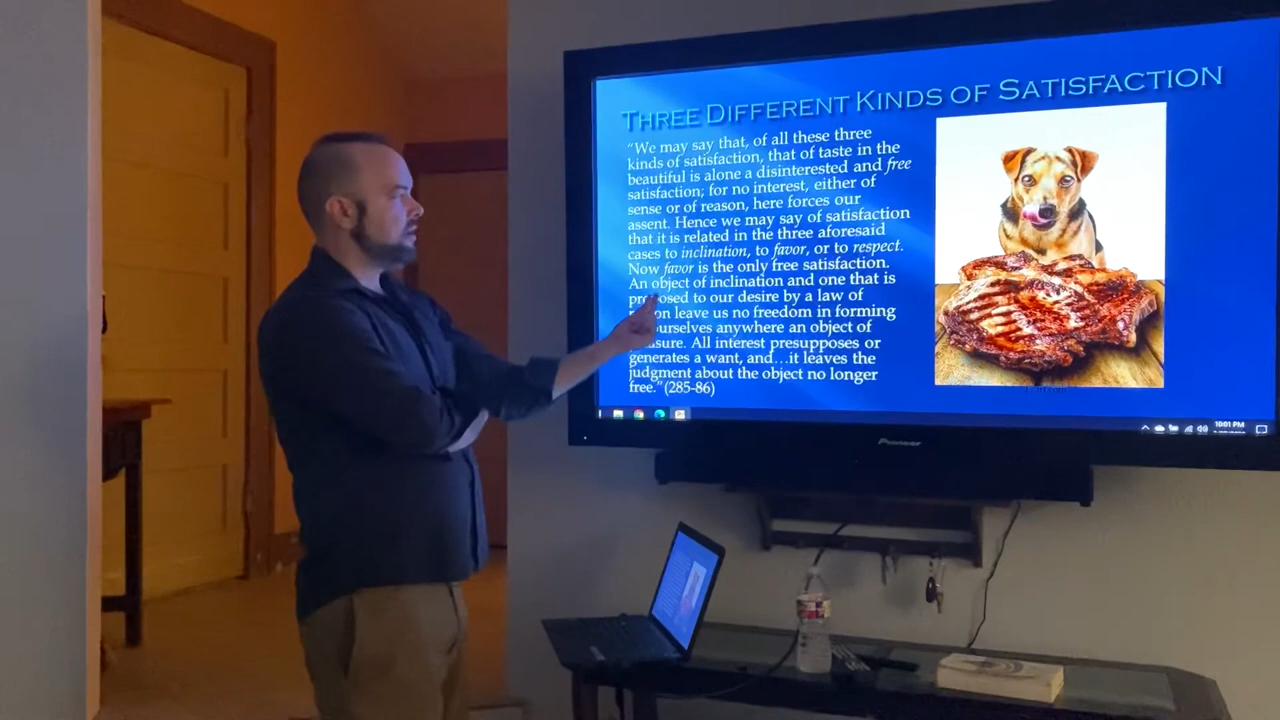 THREE DIFFERENT KINDS OF SATISFACTION
“We may say that, of all these three
kinds of satisfaction, that of taste in the
beautiful is alone a disinterested and free
satisfaction; for no interest, either of
sense or of reason, here forces our
assent. Hence we may say of satisfaction
that it is related in the three aforesaid
cases to inclination, to favor, or to respect.
Now favor is the only free satisfaction.
An object of inclination and one that is
proposed to our desire by a law of
on leave us no freedom in forming
ourselves anywhere an object of
asure. All interest presupposes or
generates a want, and…it leaves the
judgment about the object no longer
free.” (285-86)
10:01 PM
Pioneer